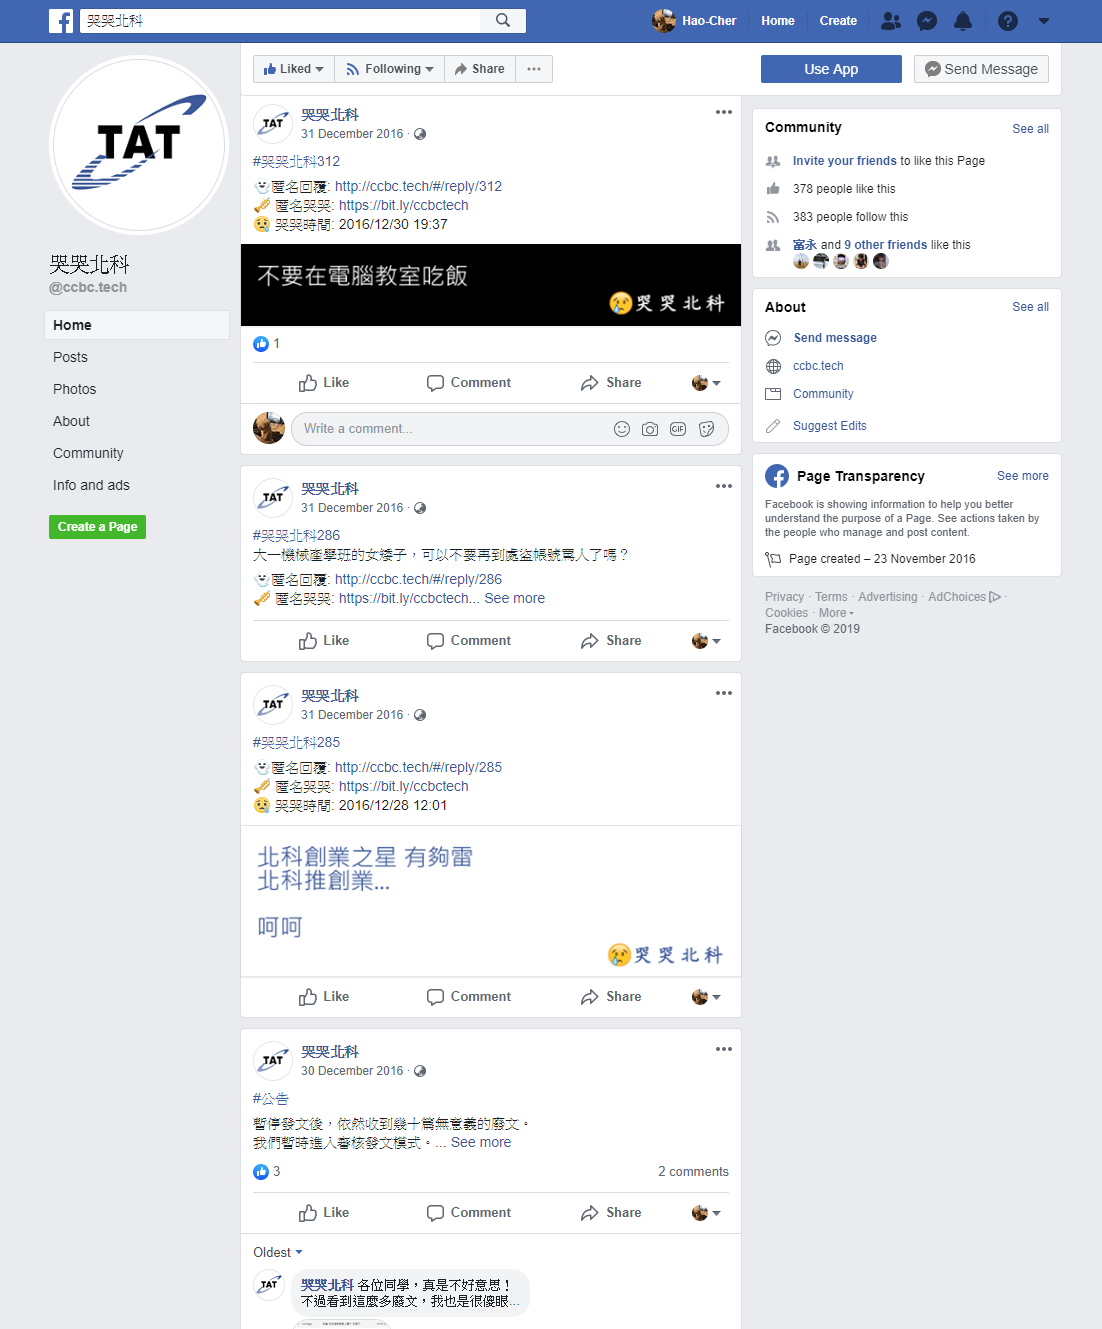 哭哭北科
Hao-Cher
Home
Create
TAT
哭哭北科
@ccbc.tech
Home
Posts
Photos
About
Community
Info and ads
Create a Page
Liked
Following
Share
Use App
Send Message
TAT
哭哭北科
31 December 2016 ·
#哭哭北科312
👻匿名回覆: http://ccbc.tech/#/reply/312
🎺 匿名哭哭: https://bit.ly/ccbctech
😢 哭哭時間: 2016/12/30 19:37
不要在電腦教室吃飯
😢哭哭北科
1
Like
Comment
Share
Write a comment...
GIF
TAT
哭哭北科
31 December 2016 ·
#哭哭北科286
大一機械產學班的女矮子，可以不要再到處盜帳號罵人了嗎？
👻匿名回覆: http://ccbc.tech/#/reply/286
🎺 匿名哭哭: https://bit.ly/ccbctech... See more
Like
Comment
Share
TAT
哭哭北科
31 December 2016 ·
#哭哭北科285
👻匿名回覆: http://ccbc.tech/#/reply/285
🎺 匿名哭哭: https://bit.ly/ccbctech
😢 哭哭時間: 2016/12/28 12:01
北科創業之星 有夠雷
北科推創業...
呵呵
😢哭哭北科
Like
Comment
Share
TAT
哭哭北科
30 December 2016 ·
#公告
暫停發文後，依然收到幾十篇無意義的廢文。
我們暫時進入審核發文模式。... See more
3
2 comments
Like
Comment
Share
Oldest
TAT
哭哭北科 各位同學，真是不好意思！
不過看到這麼多廢文，我也是很傻眼...
Community
See all
Invite your friends to like this Page
378 people like this
383 people follow this
富永 and 9 other friends like this
About
See all
Send message
ccbc.tech
Community
Suggest Edits
Page Transparency
See more
Facebook is showing information to help you better
understand the purpose of a Page. See actions taken by
the people who manage and post content.
Page created – 23 November 2016
Privacy · Terms · Advertising · AdChoices ·
Cookies · More
Facebook © 2019